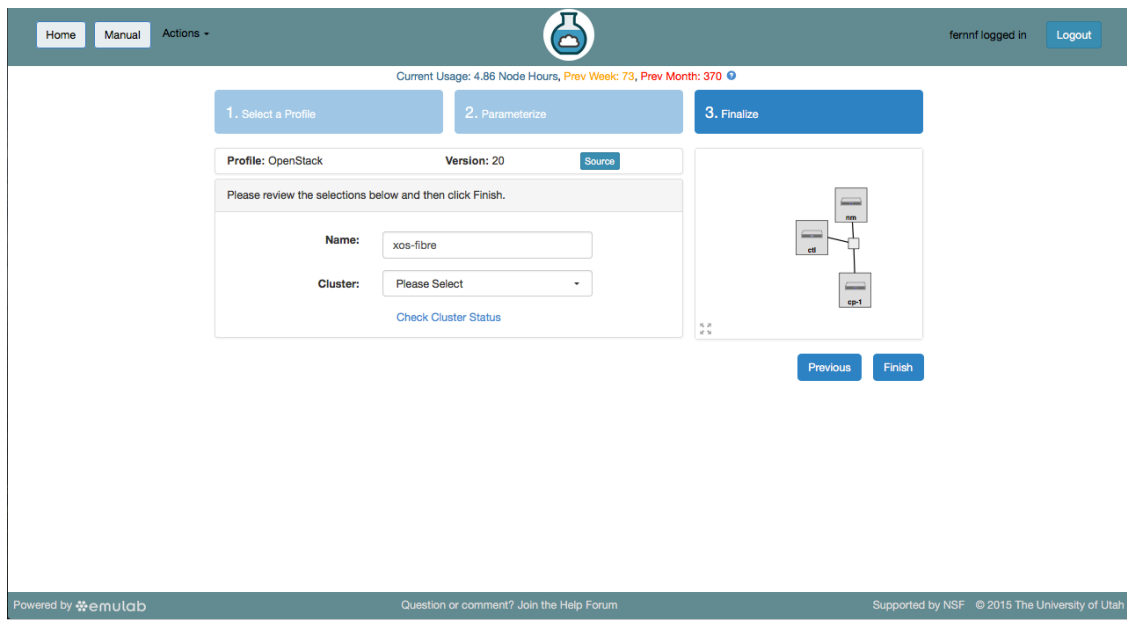 Home Manual Actions fernnf logged in Logout
Current Usage: 4.86 Node Hours, Prev Week: 73, Prev Month: 370 ?
1. Select a Profile 2. Parameterize 3. Finalize
Profile: OpenStack Version: 20 Source
Please review the selections below and then click Finish.
nm
Name: xos-fibre
ctl
Cluster: Please Select
cp-1
Check Cluster Status
Previous Finish
Powered by emulab Question or comment? Join the Help Forum Supported by NSF © 2015 The University of Utah